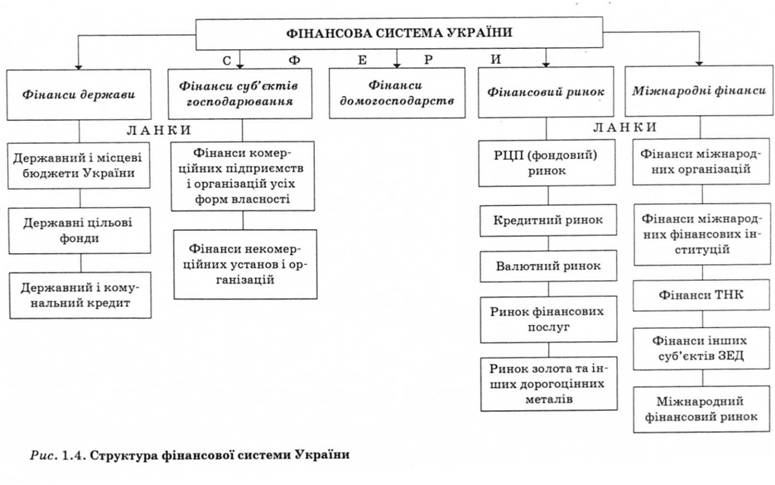 ФІНАНСОВА СИСТЕМА УКРАЇНИ
С Ф Е Р И
Фінанси держави
Фінанси суб’єктів
господарювання
Фінанси
домогосподарств
Фінансовий ринок
Міжнародні фінанси
ЛАНКИ
ЛАНКИ
Державний і місцеві
бюджети України
Державні цільові
фонди
Державний і кому-
нальний кредит
Фінанси комер-
ційних підприємств
і організацій усіх
форм власності
Фінанси некомер-
ційних установ і ор-
ганізацій
РЦП (фондовий)
ринок
Кредитний ринок
Валютний ринок
Ринок фінансових
послуг
Ринок золота та ін-
ших дорогоцінних
металів
Фінанси міжнарод-
них організацій
Фінанси міжнарод-
них фінансових ін-
ституцій
Фінанси ТНК
Фінанси інших
суб’єктів ЗЕД
Міжнародний
фінансовий ринок
Рис. 1.4. Структура фінансової системи України